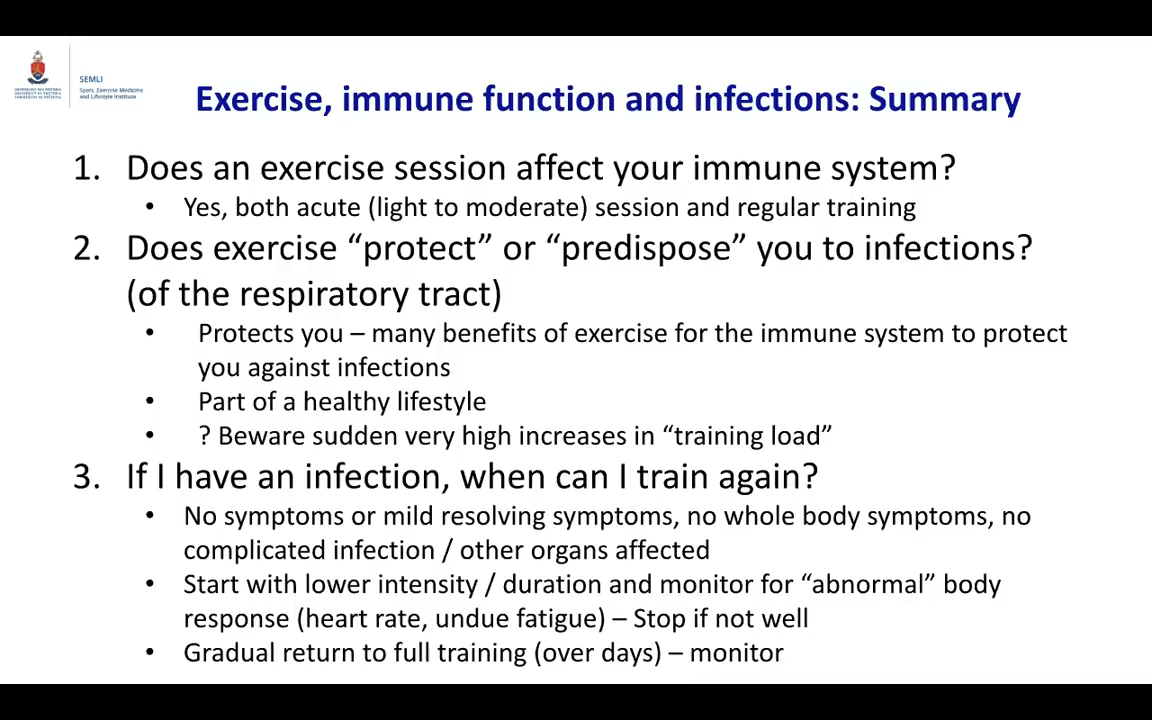 SEMLI
Sport, Exercise Medicine
and Lifestyle Institute
Exercise, immune function and infections: Summary
1. Does an exercise session affect your immune system?
• Yes, both acute (light to moderate) session and regular training
2. Does exercise “protect” or “predispose” you to infections?
(of the respiratory tract)
• Protects you – many benefits of exercise for the immune system to protect
you against infections
• Part of a healthy lifestyle
• ? Beware sudden very high increases in “training load”
3. If I have an infection, when can I train again?
• No symptoms or mild resolving symptoms, no whole body symptoms, no
complicated infection / other organs affected
• Start with lower intensity / duration and monitor for “abnormal” body
response (heart rate, undue fatigue) – Stop if not well
• Gradual return to full training (over days) – monitor